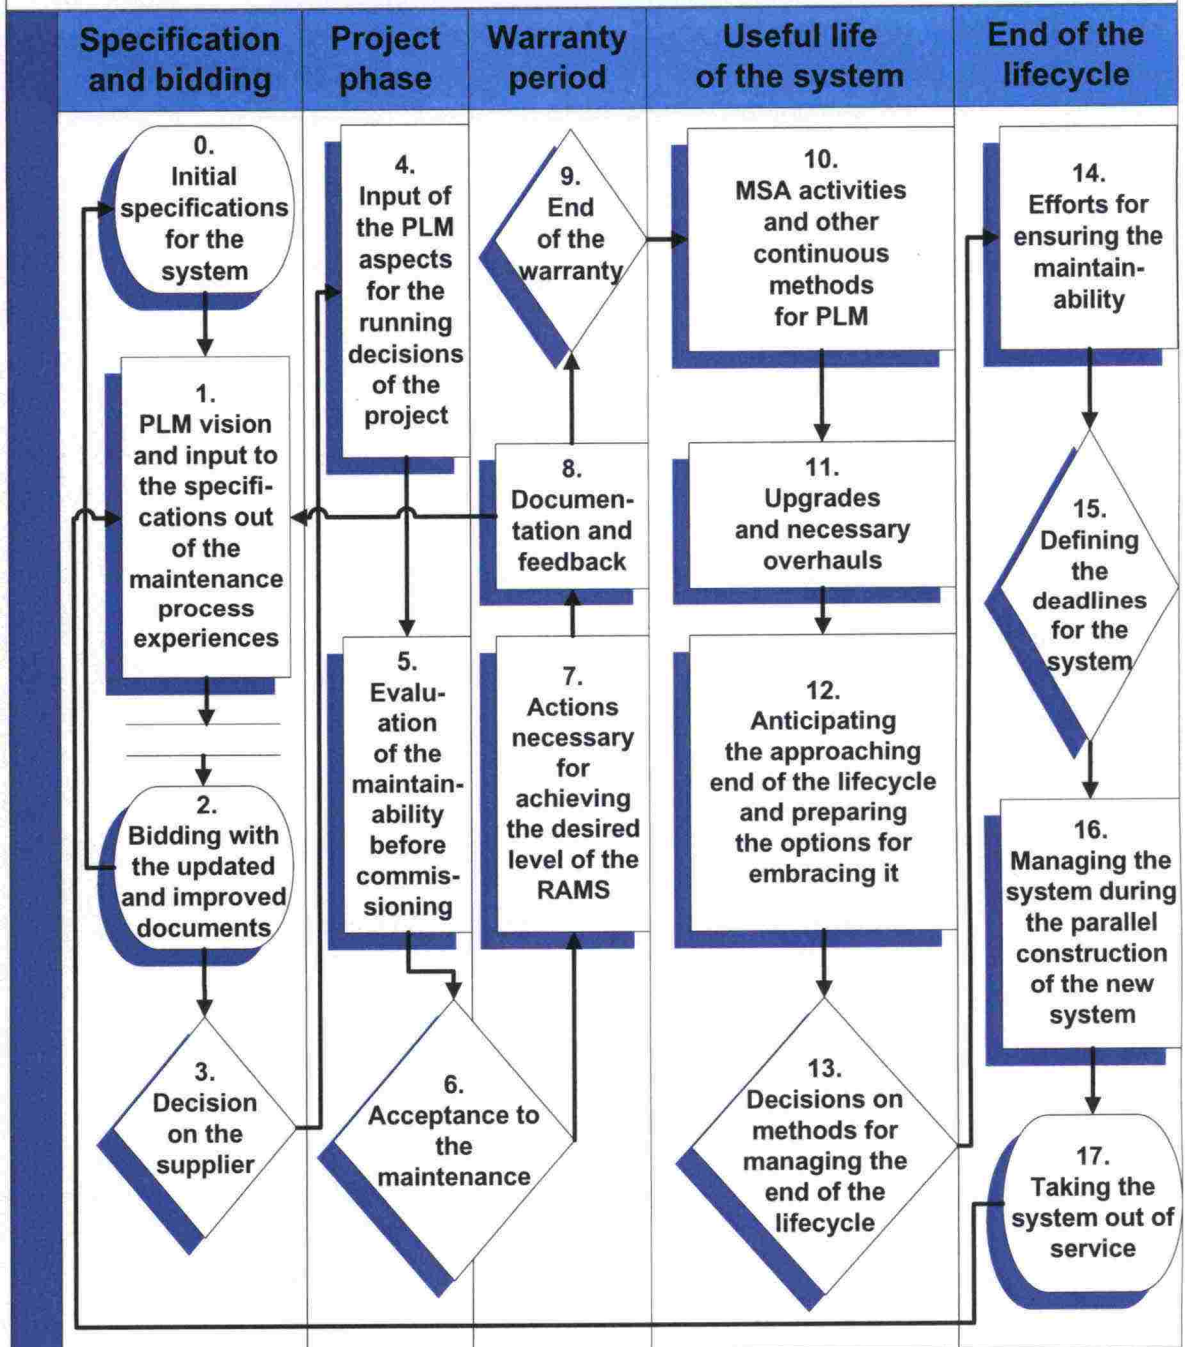 Specification
and bidding
Project
phase
Warranty
period
Useful life
of the system
End of the
lifecycle
0.
Initial
specifications
for the
system
1.
PLM vision
and input to
the specifi-
cations out
of the
maintenance
process
experiences
2.
Bidding with
the updated
and improved
documents
3.
Decision
on the
supplier
4.
Input of
the PLM
aspects
for the
running
decisions
of the
project
5.
Evalu-
ation
of the
maintain-
ability
before
commis-
sioning
6.
Acceptance to
the
maintenance
7.
Actions
necessary
for
achieving
the desired
level of the
RAMS
8.
Documen-
tation and
feedback
9.
End
of the
warranty
10.
MSA activities
and other
continuous
methods
for PLM
11.
Upgrades
and necessary
overhauls
12.
Anticipating
the approaching
end of the lifecycle
and preparing
the options for
embracing it
13.
Decisions on
methods for
managing the
end of the
lifecycle
14.
Efforts for
ensuring the
maintain-
ability
15.
Defining
the
deadlines
for the
system
16.
Managing the
system during
the parallel
construction
of the new
system
17.
Taking the
system out of
service